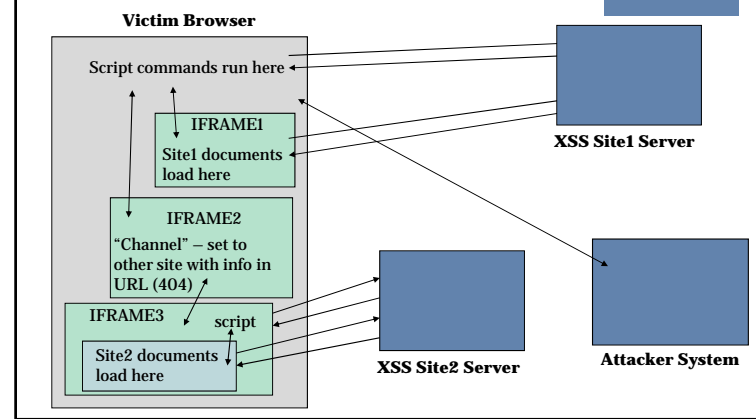 Victim Browser
Script commands run here
IFRAME1
Site1 documents
load here
XSS Site1 Server
IFRAME2
“Channel” – set to
other site with info in
URL (404)
IFRAME3
script
Site2 documents
load here
XSS Site2 Server
Attacker System